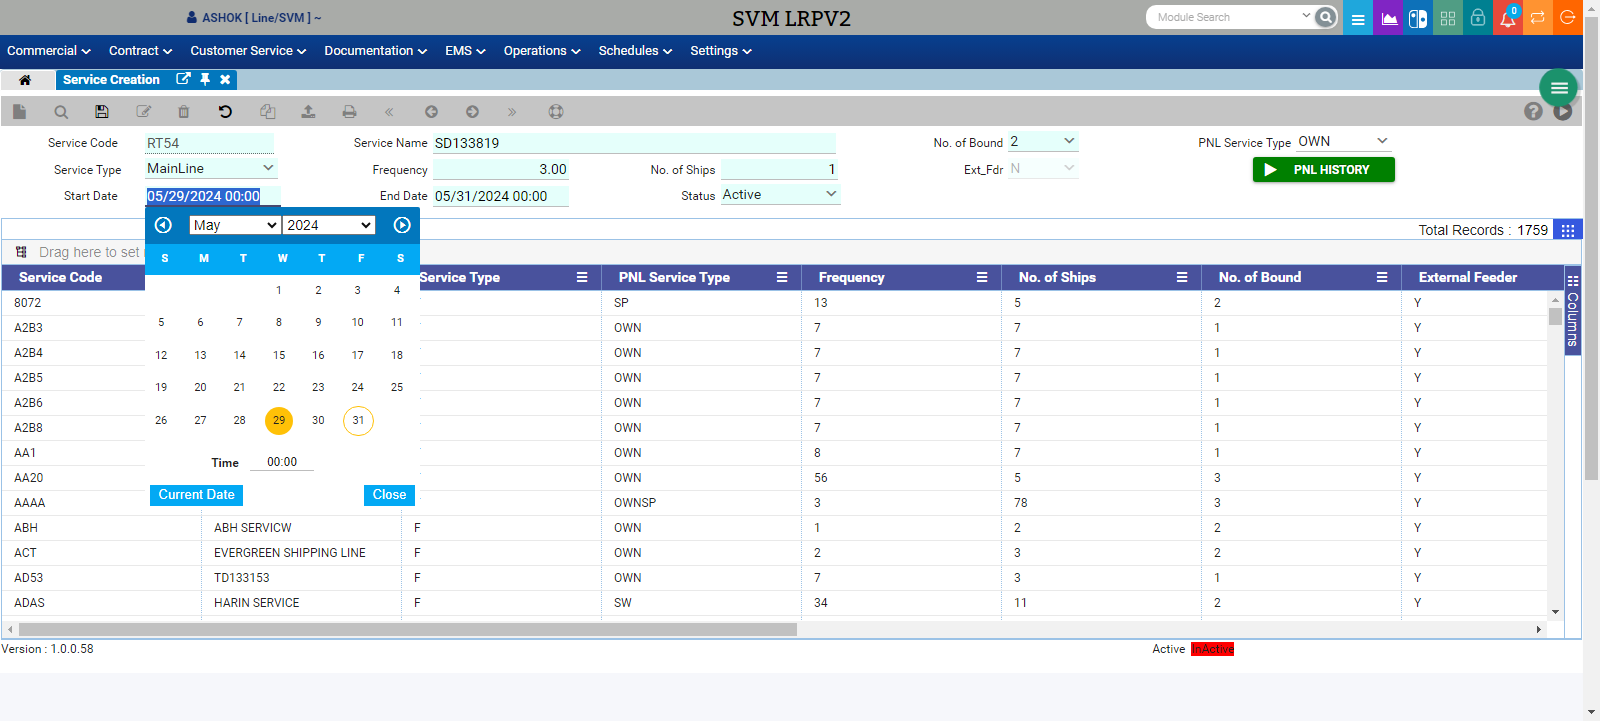 ASHOK [ Line/SVM ] ~
SVM LRPV2
Module Search
0
Commercial Contract Customer Service Documentation EMS Operations Schedules Settings
Service Creation
Service Code RT54 Service Name SD133819 No. of Bound 2 PNL Service Type OWN
Service Type MainLine Frequency 3.00 No. of Ships 1 Ext_Fdr N PNL HISTORY
Start Date 05/29/2024 00:00 End Date 05/31/2024 00:00 Status Active
May 2024
S M T W T F S
1 2 3 4
5 6 7 8 9 10 11
12 13 14 15 16 17 18
19 20 21 22 23 24 25
26 27 28 29 30 31
Time 00:00
Current Date Close
Total Records : 1759
Drag here to set
Service Code Service Type PNL Service Type Frequency No. of Ships No. of Bound External Feeder
Columns
8072 SP 13 5 2 Y
A2B3 OWN 7 7 1 Y
A2B4 OWN 7 7 1 Y
A2B5 OWN 7 7 1 Y
A2B6 OWN 7 7 1 Y
A2B8 OWN 7 7 1 Y
AA1 OWN 8 7 1 Y
AA20 OWN 56 5 3 Y
AAAA OWNSP 3 78 3 Y
ABH ABH SERVICW F OWN 1 2 2 Y
ACT EVERGREEN SHIPPING LINE F OWN 2 3 2 Y
AD53 TD133153 F OWN 7 3 1 Y
ADAS HARIN SERVICE F SW 34 11 2 Y
Version : 1.0.0.58
Active InActive